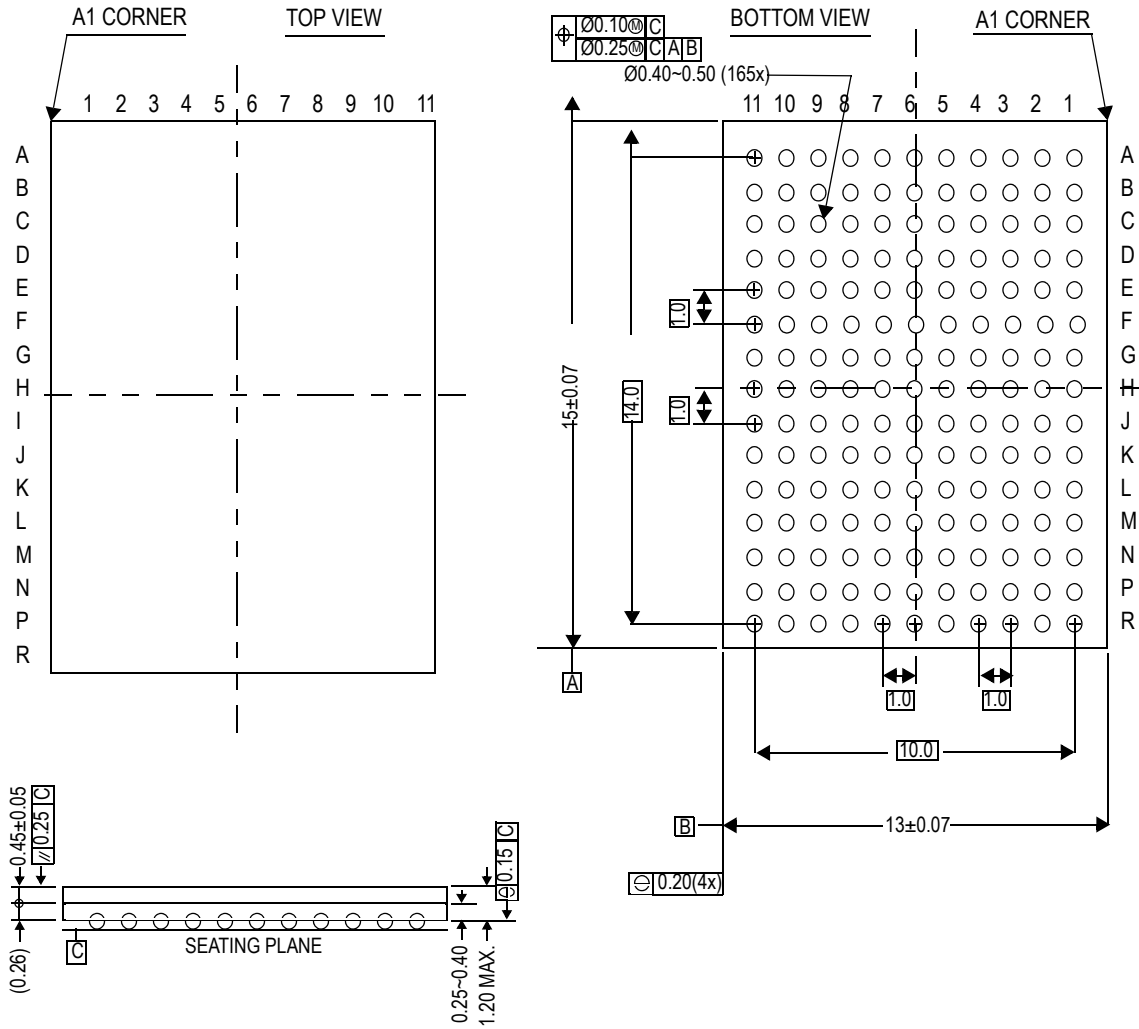 A1 CORNER
TOP VIEW
1 2 3 4 5 6 7 8 9 10 11
A
B
C
D
E
F
G
H
I
J
K
L
M
N
P
R
Ø0.10Ⓜ C
Ø0.25Ⓜ C A B
BOTTOM VIEW
A1 CORNER
Ø0.40~0.50 (165x)
11 10 9 8 7 6 5 4 3 2 1
A
B
C
D
E
F
G
H
J
K
L
M
N
P
R
1.0
1.0
15±0.07
14.0
A
1.0
1.0
10.0
B
13±0.07
0.20(4x)
0.45±0.05
// 0.25 C
(0.26)
C
SEATING PLANE
0.15 C
0.25~0.40
1.20 MAX.